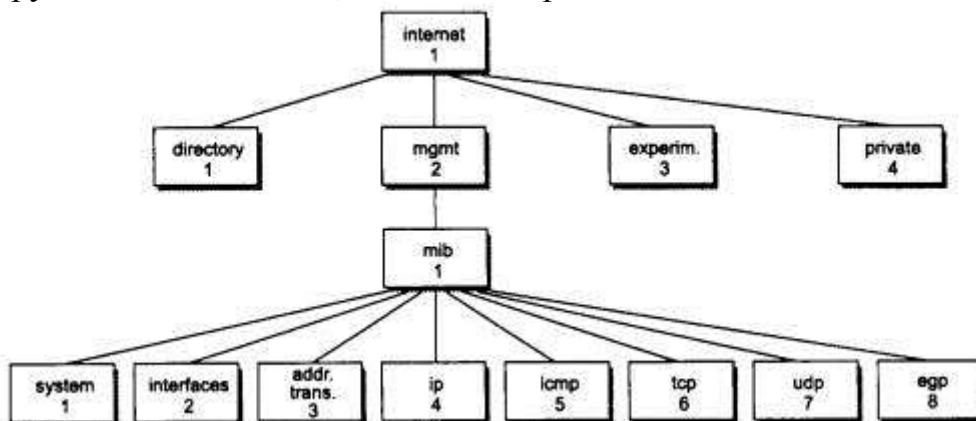 internet
1
directory
1
mgmt
2
experim.
3
private
4
mib
1
system
1
interfaces
2
addr.
trans.
3
ip
4
icmp
5
tcp
6
udp
7
egp
8